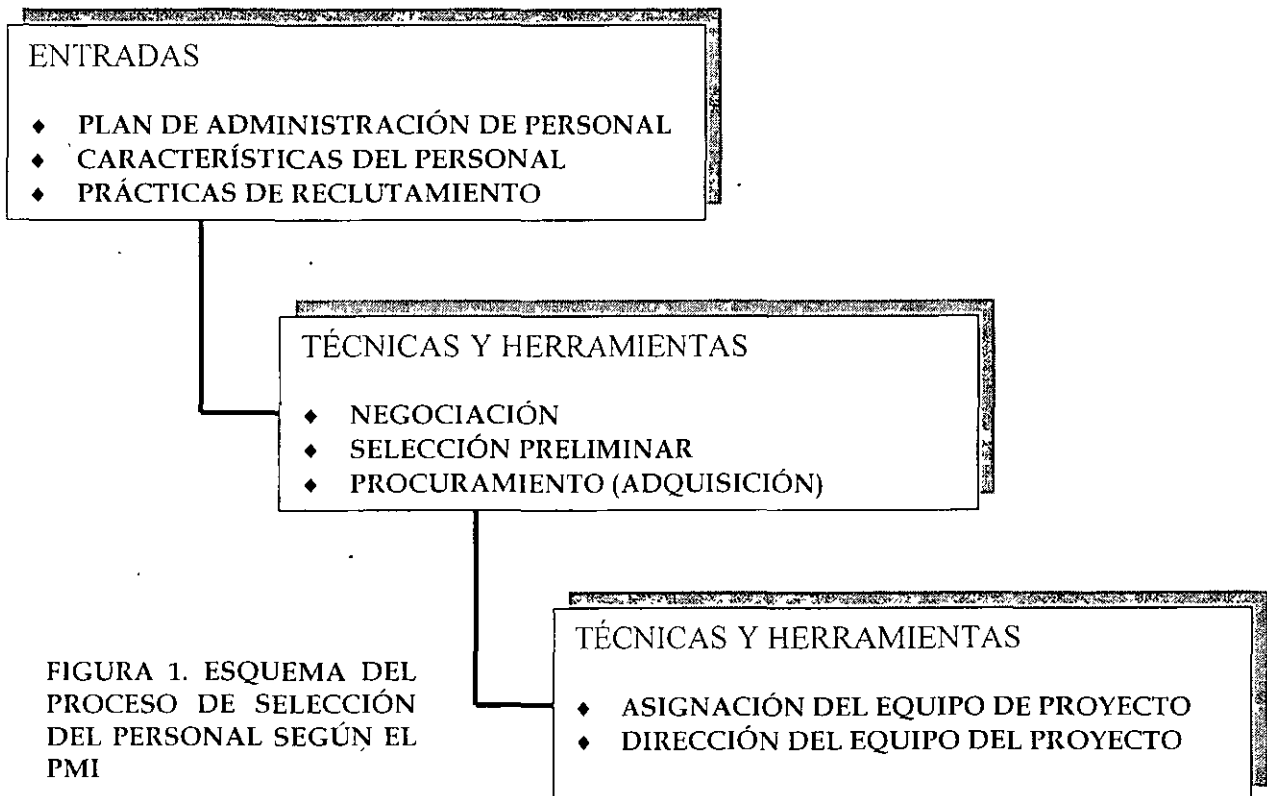 ENTRADAS
♦ PLAN DE ADMINISTRACIÓN DE PERSONAL
♦ CARACTERÍSTICAS DEL PERSONAL
♦ PRÁCTICAS DE RECLUTAMIENTO
TÉCNICAS Y HERRAMIENTAS
♦ NEGOCIACIÓN
♦ SELECCIÓN PRELIMINAR
♦ PROCURAMIENTO (ADQUISICIÓN)
TÉCNICAS Y HERRAMIENTAS
♦ ASIGNACIÓN DEL EQUIPO DE PROYECTO
♦ DIRECCIÓN DEL EQUIPO DEL PROYECTO
FIGURA 1. ESQUEMA DEL
PROCESO DE SELECCIÓN
DEL PERSONAL SEGÚN EL
PMI